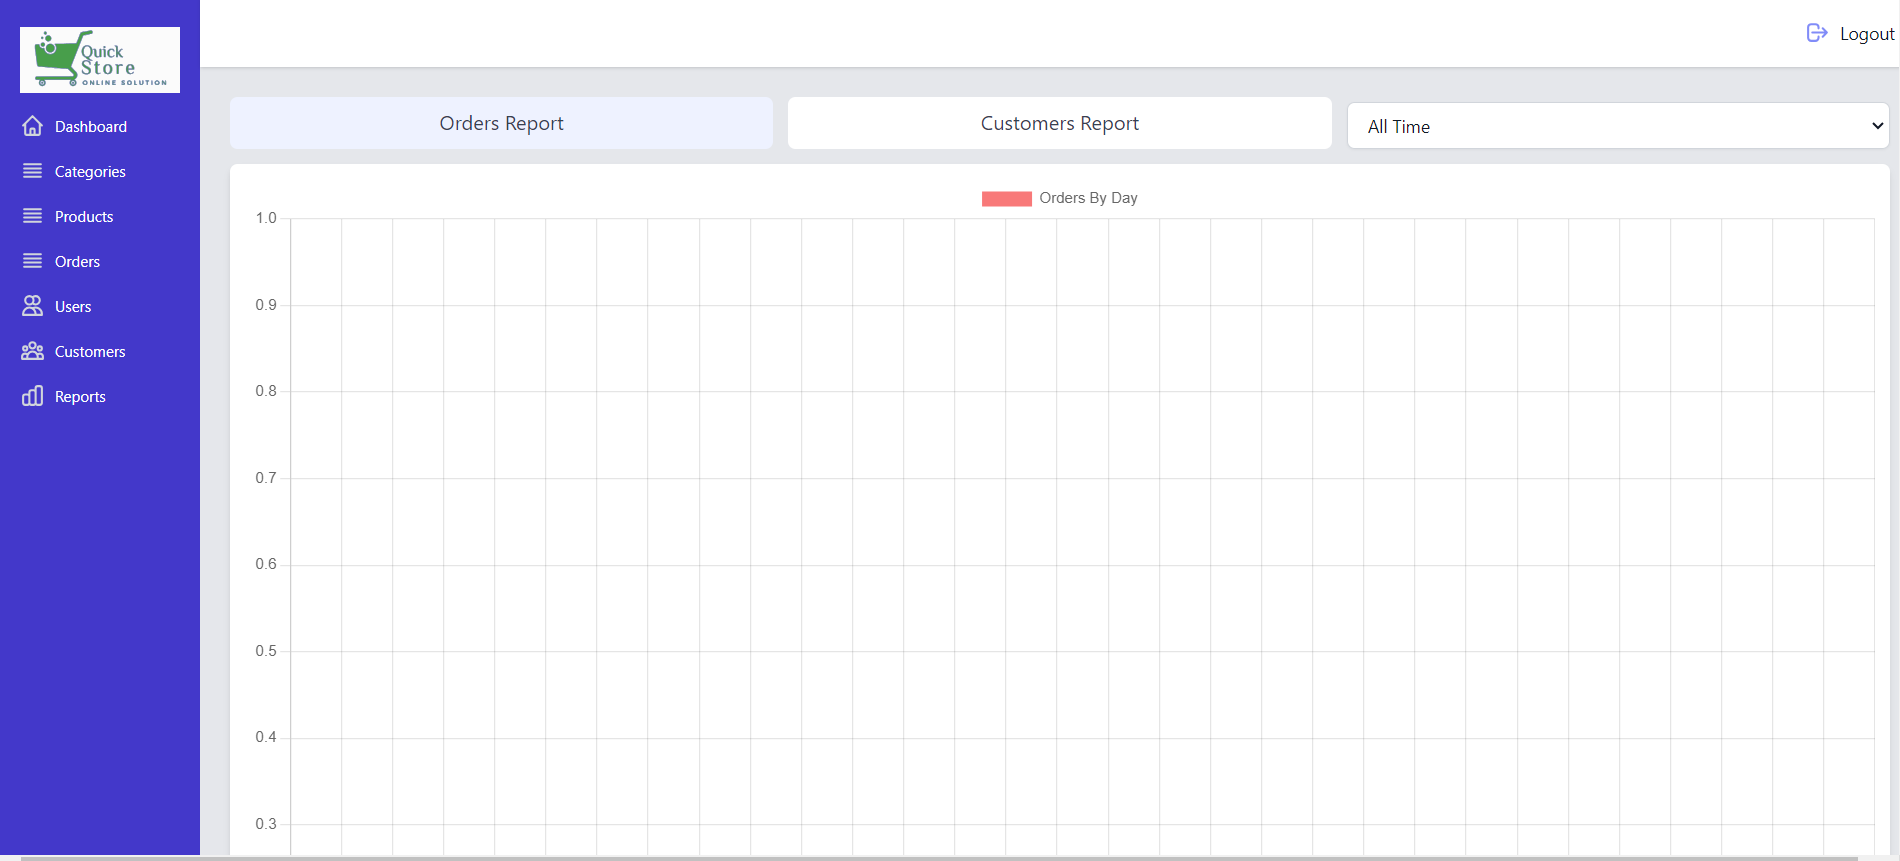 Quick
Store
ONLINE SOLUTION
Dashboard
Categories
Products
Orders
Users
Customers
Reports
Logout
Orders Report
Customers Report
All Time
Orders By Day
1.0
0.9
0.8
0.7
0.6
0.5
0.4
0.3